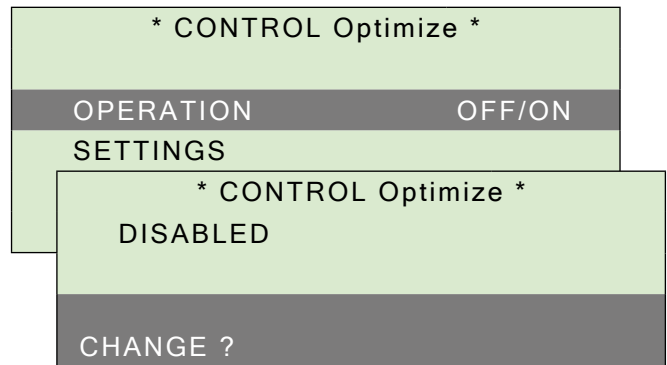 * CONTROL Optimize *
OPERATION OFF/ON
SETTINGS
* CONTROL Optimize *
DISABLED
CHANGE ?